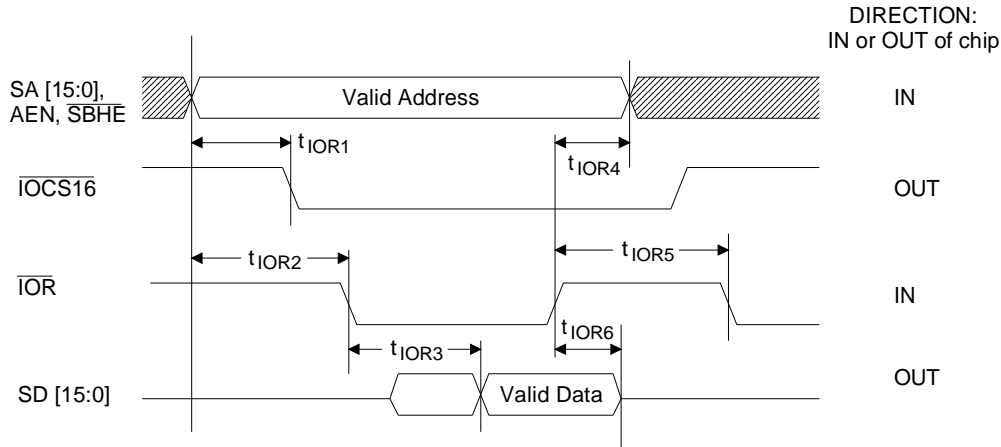 DIRECTION:
IN or OUT of chip
SA [15:0],
AEN, SBHE
Valid Address
IN
tIOR1
tIOR4
IOCS16
OUT
tIOR2
tIOR5
IOR
IN
tIOR3
tIOR6
SD [15:0]
Valid Data
OUT